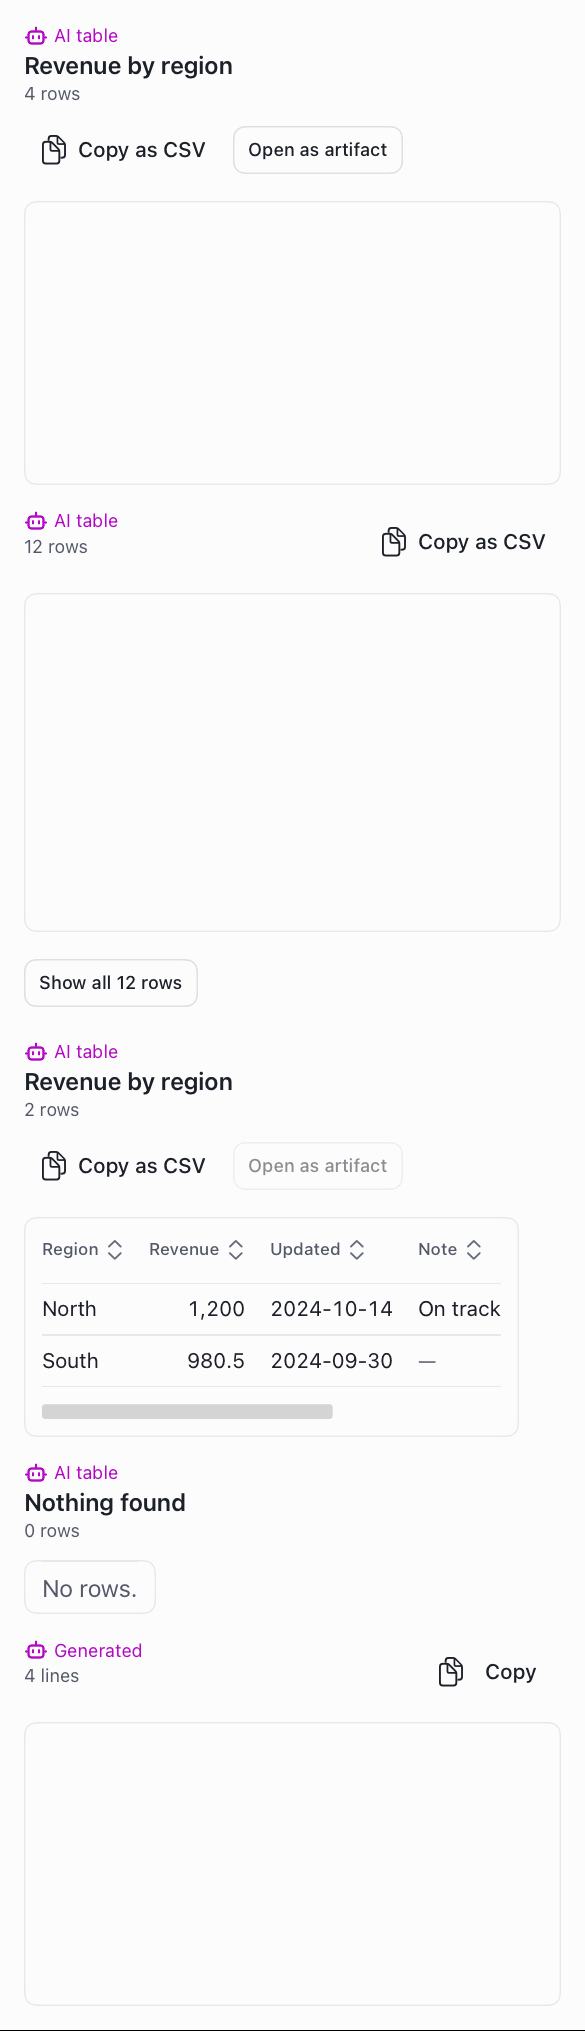 AI table
Revenue by region
4 rows
Copy as CSV
Open as artifact
AI table
12 rows
Copy as CSV
Show all 12 rows
AI table
Revenue by region
2 rows
Copy as CSV
Open as artifact
Region Revenue Updated Note
North 1,200 2024-10-14 On track
South 980.5 2024-09-30 —
AI table
Nothing found
0 rows
No rows.
Generated
4 lines
Copy